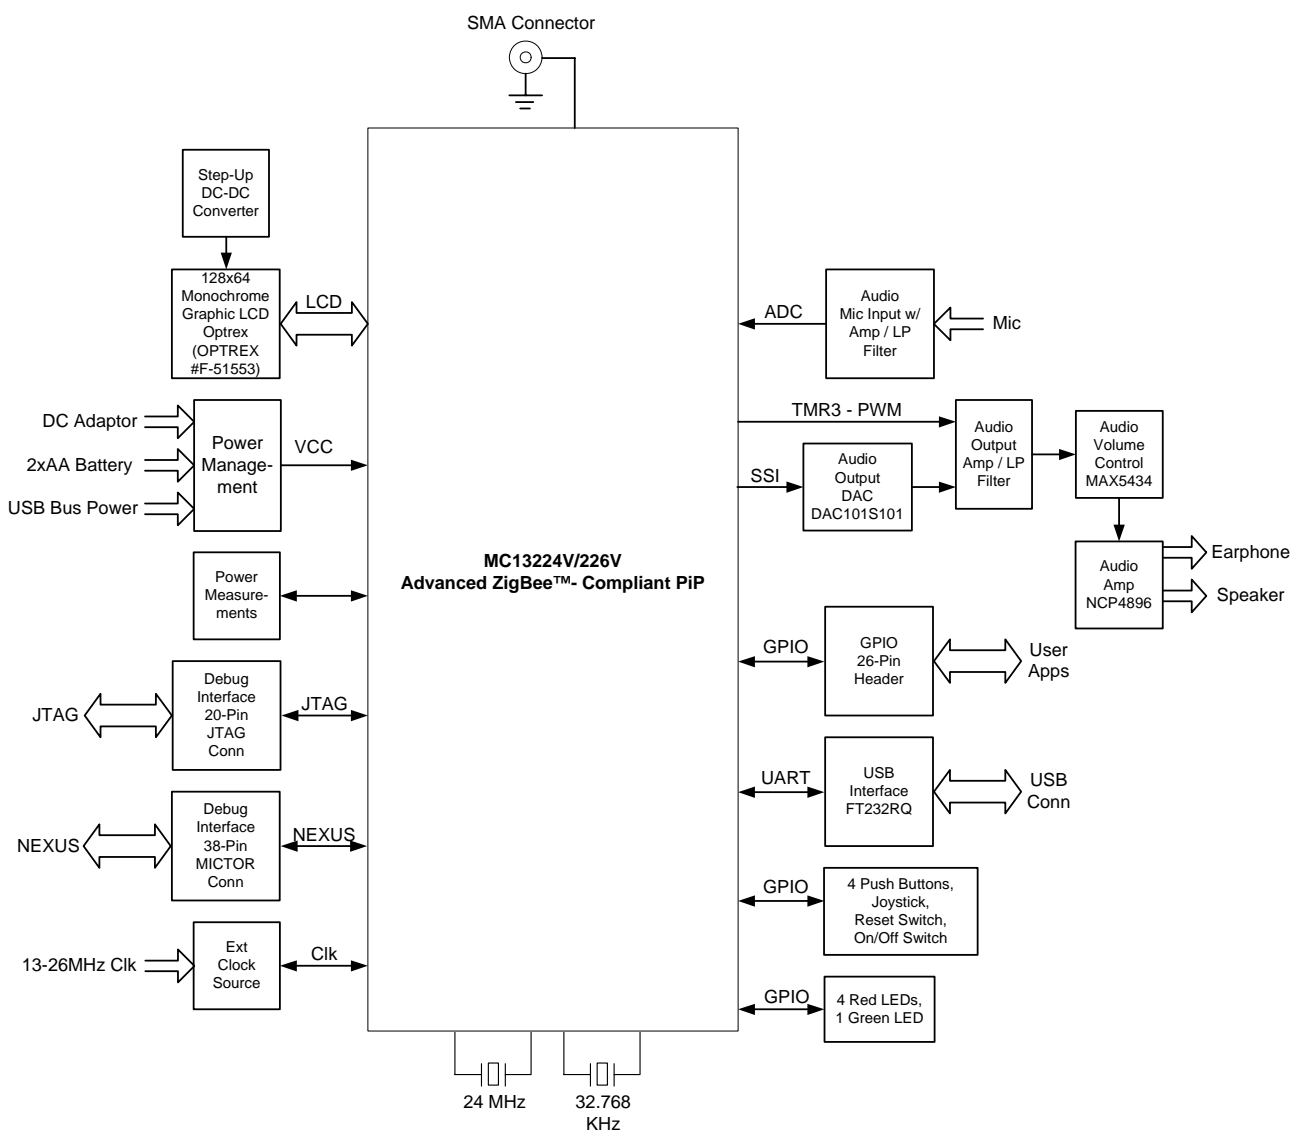 SMA Connector
Step-Up
DC-DC
Converter
128x64
Monochrome
Graphic LCD
Optrex
(OPTREX
#F-51553)
LCD
DC Adaptor
2xAA Battery
USB Bus Power
Power
Manage-
ment
VCC
Power
Measure-
ments
JTAG
Debug
Interface
20-Pin
JTAG
Conn
JTAG
NEXUS
Debug
Interface
38-Pin
MICTOR
Conn
NEXUS
13-26MHz Clk
Ext
Clock
Source
Clk
MC13224V/226V
Advanced ZigBee™- Compliant PiP
24 MHz
32.768
KHz
ADC
Audio
Mic Input w/
Amp / LP
Filter
Mic
TMR3 - PWM
SSI
Audio
Output
DAC
DAC101S101
Audio
Output
Amp / LP
Filter
Audio
Volume
Control
MAX5434
Audio
Amp
NCP4896
Earphone
Speaker
GPIO
GPIO
26-Pin
Header
User
Apps
UART
USB
Interface
FT232RQ
USB
Conn
GPIO
4 Push Buttons,
Joystick,
Reset Switch,
On/Off Switch
GPIO
4 Red LEDs,
1 Green LED